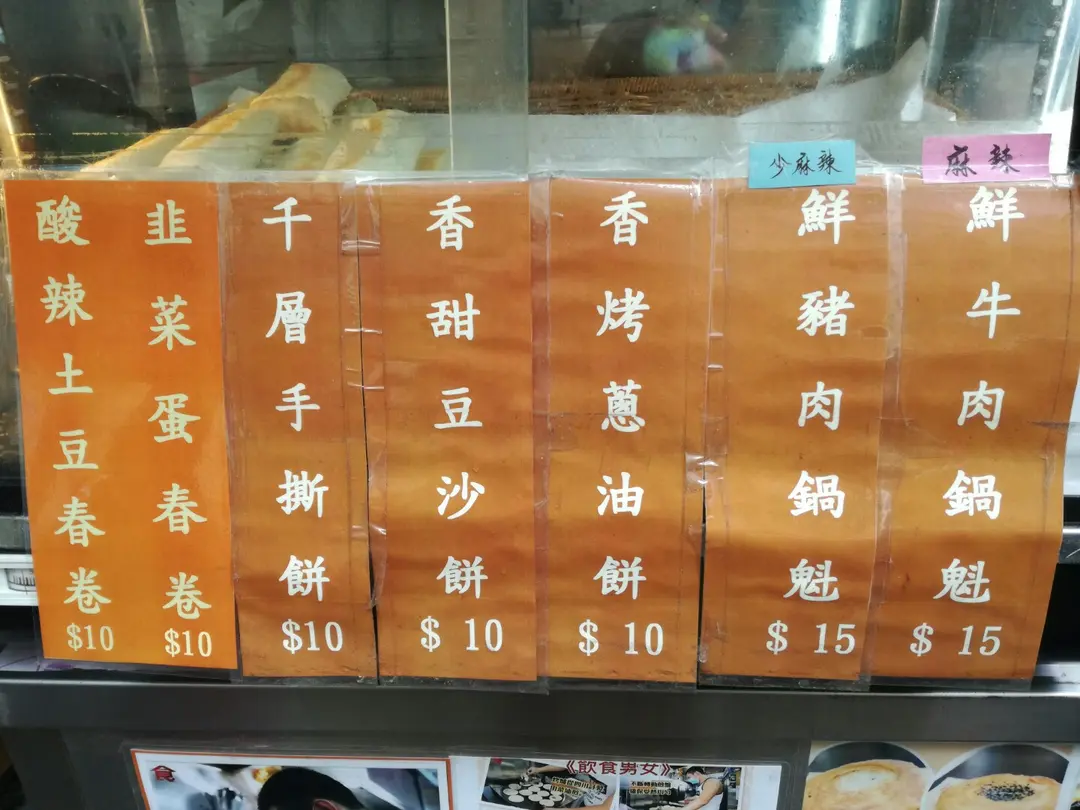 少麻辣
麻辣
酸辣土豆春卷
$10
韭菜蛋春卷
$10
千層手撕餅
$10
香甜豆沙餅
$ 10
香烤蔥油餅
$ 10
鮮豬肉鍋魁
$ 15
鮮牛肉鍋魁
$ 15
食
《飲食男女》